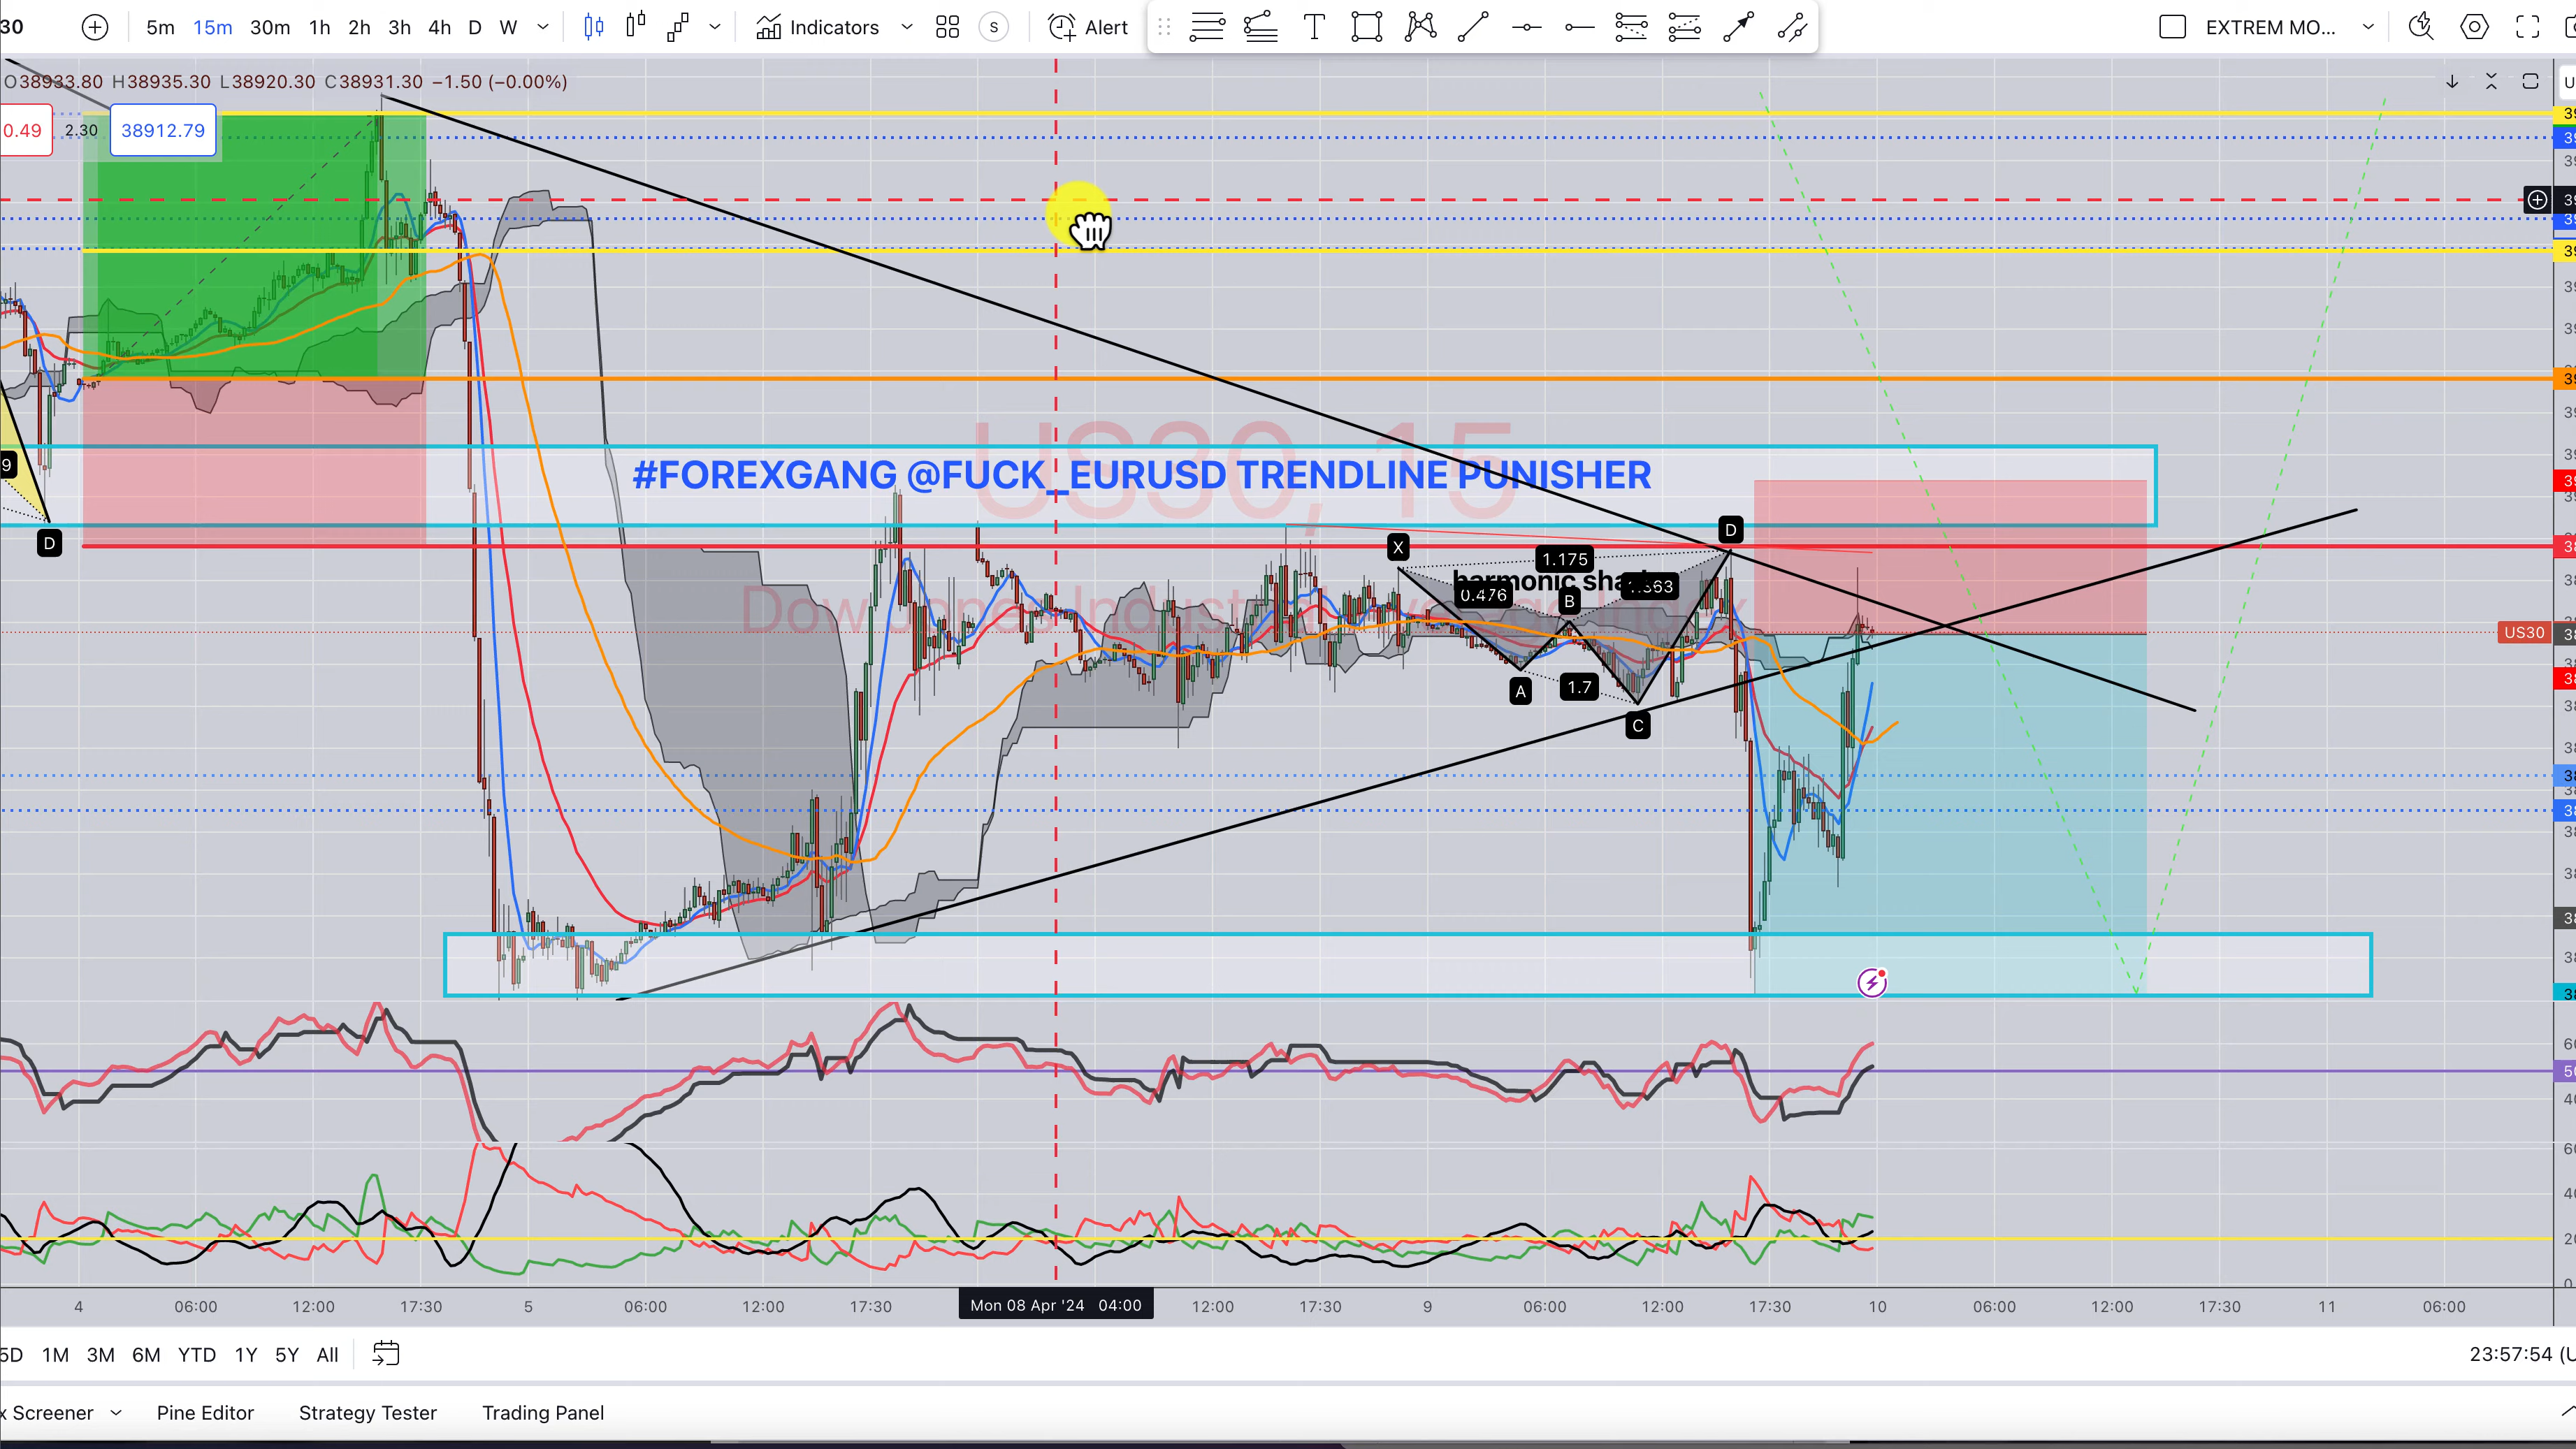 30 5m 15m 30m 1h 2h 3h 4h D W Indicators S Alert T EXTREM MO...
O38933.80 H38935.30 L38920.30 C38931.30 −1.50 (−0.00%)
0.49 2.30 38912.79
US30, 15
#FOREXGANG @FUCK_EURUSD TRENDLINE PUNISHER
9
D
X
D
1.175
harmonic
0.476
B
US30
A
1.7
C
4 06:00 12:00 17:30 5 06:00 12:00 17:30 Mon 08 Apr '24 04:00 12:00 17:30 9 06:00 12:00 17:30 10 06:00 12:00 17:30 11 06:00
5D 1M 3M 6M YTD 1Y 5Y All 23:57:54 (U
x Screener Pine Editor Strategy Tester Trading Panel